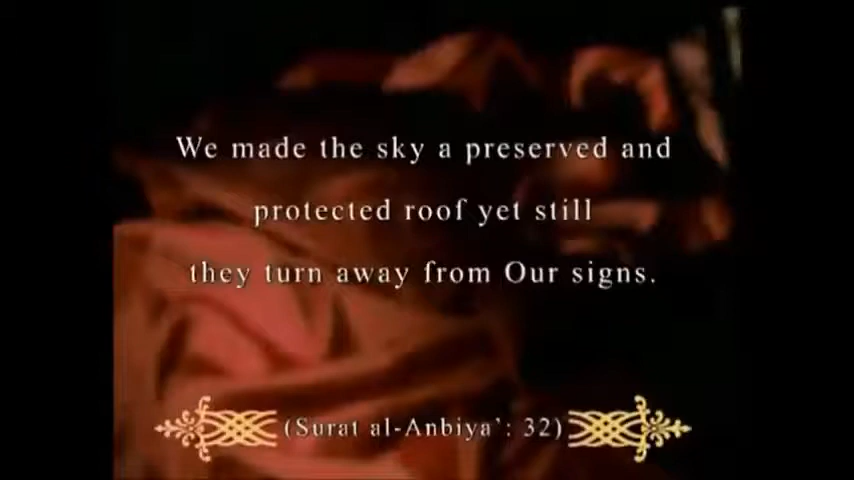 We made the sky a preserved and
protected roof yet still
they turn away from Our signs.
(Surat al-Anbiya’: 32)